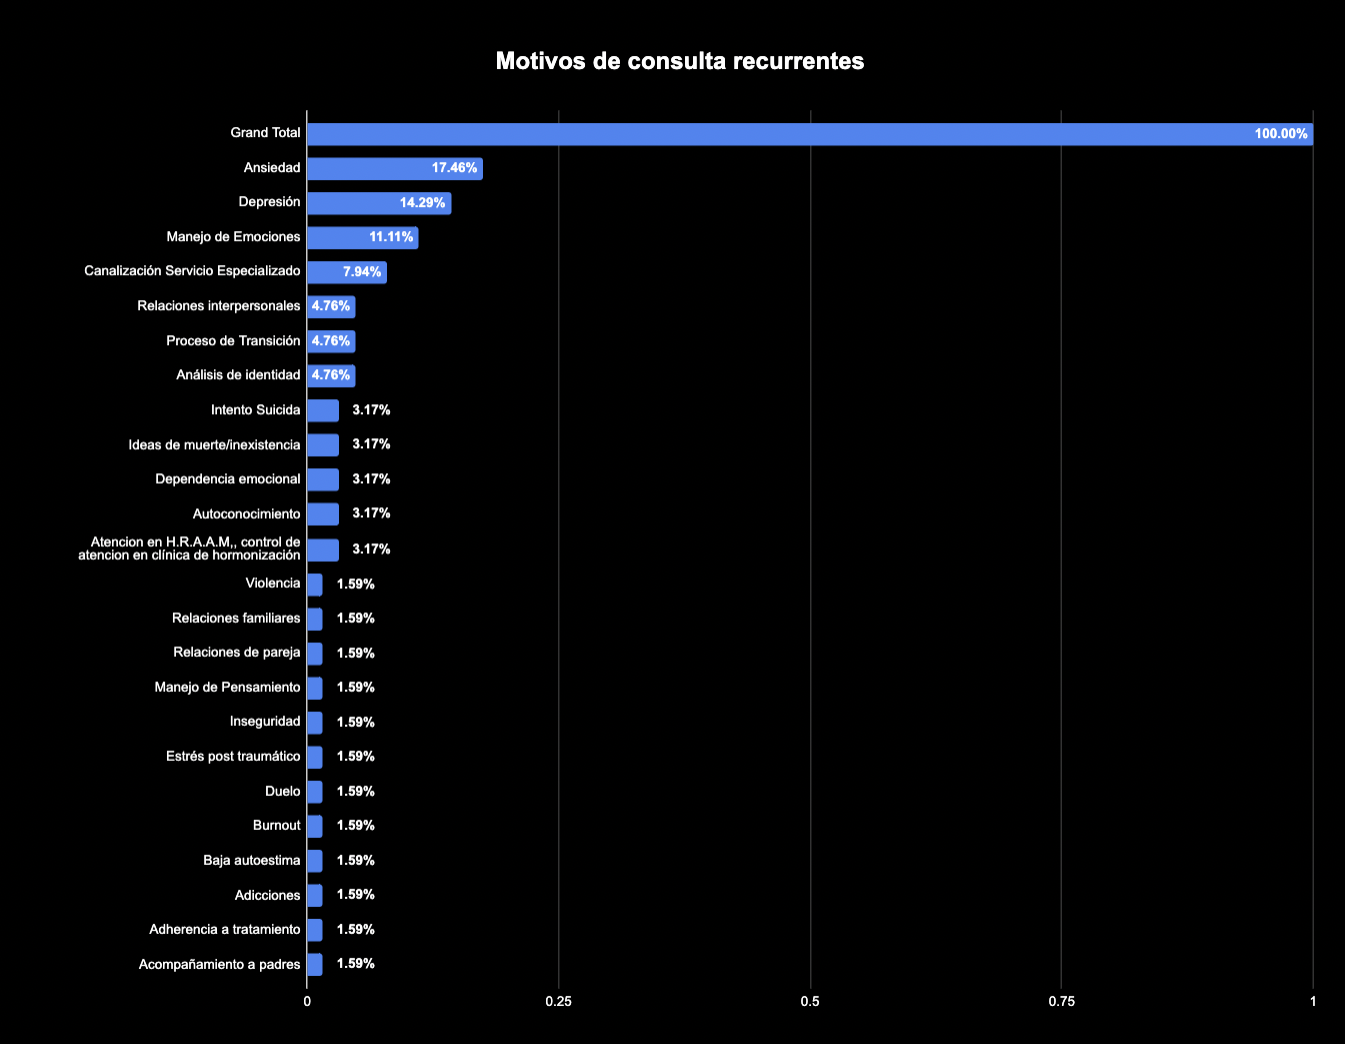 Motivos de consulta recurrentes
Grand Total 100.00%
Ansiedad 17.46%
Depresión 14.29%
Manejo de Emociones 11.11%
Canalización Servicio Especializado 7.94%
Relaciones interpersonales 4.76%
Proceso de Transición 4.76%
Análisis de identidad 4.76%
Intento Suicida 3.17%
Ideas de muerte/inexistencia 3.17%
Dependencia emocional 3.17%
Autoconocimiento 3.17%
Atencion en H.R.A.A.M,, control de
atencion en clínica de hormonización 3.17%
Violencia 1.59%
Relaciones familiares 1.59%
Relaciones de pareja 1.59%
Manejo de Pensamiento 1.59%
Inseguridad 1.59%
Estrés post traumático 1.59%
Duelo 1.59%
Burnout 1.59%
Baja autoestima 1.59%
Adicciones 1.59%
Adherencia a tratamiento 1.59%
Acompañamiento a padres 1.59%
0 0.25 0.5 0.75 1